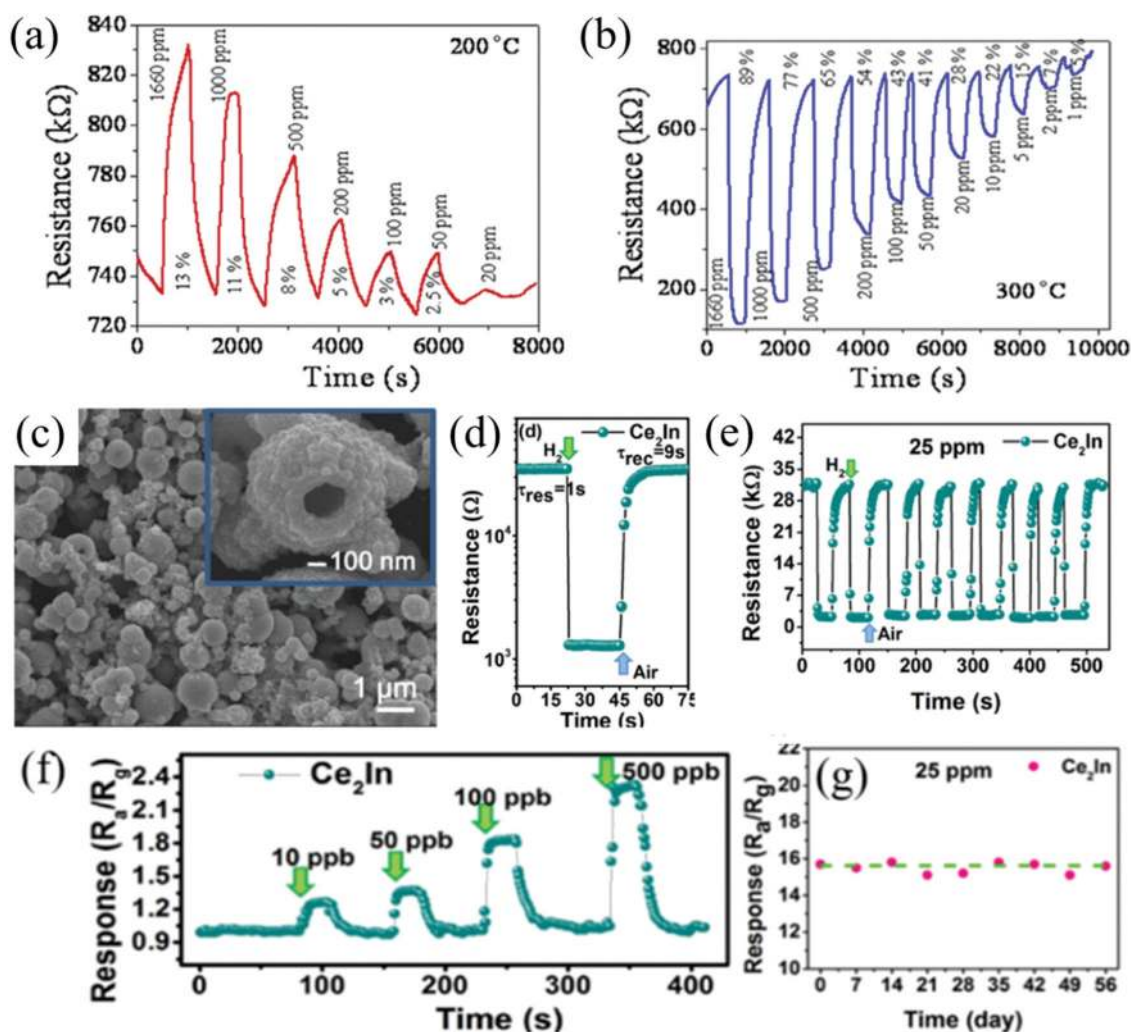 (a)
200 °C
Resistance (kΩ)
840
820
800
780
760
740
720
1660 ppm
1000 ppm
500 ppm
200 ppm
100 ppm
50 ppm
20 ppm
13 %
11 %
8 %
5 %
3 %
2.5 %
0
2000
4000
6000
8000
Time (s)
(b)
Resistance (kΩ)
800
600
400
200
89 %
77 %
65 %
54 %
43 %
41 %
28 %
22 %
15 %
7 %
5 %
1660 ppm
1000 ppm
500 ppm
200 ppm
100 ppm
50 ppm
20 ppm
10 ppm
5 ppm
2 ppm
1 ppm
300 °C
0
2000
4000
6000
8000
10000
Time (s)
(c)
100 nm
1 μm
(d)
(d)
Ce₂In
H₂
τrec=9s
τres=1s
Resistance (Ω)
10⁴
10³
Air
0
15
30
45
60
75
Time (s)
(e)
25 ppm
Ce₂In
Resistance (kΩ)
42
35
28
21
14
7
0
H₂
Air
0
100
200
300
400
500
Time (s)
(f)
Ce₂In
Response (Ra/Rg)
2.4
2.1
1.8
1.5
1.2
0.9
10 ppb
50 ppb
100 ppb
500 ppb
0
100
200
300
400
Time (s)
(g)
25 ppm
Ce₂In
Response (Ra/Rg)
22
20
18
16
14
12
10
0
7
14
21
28
35
42
49
56
Time (day)